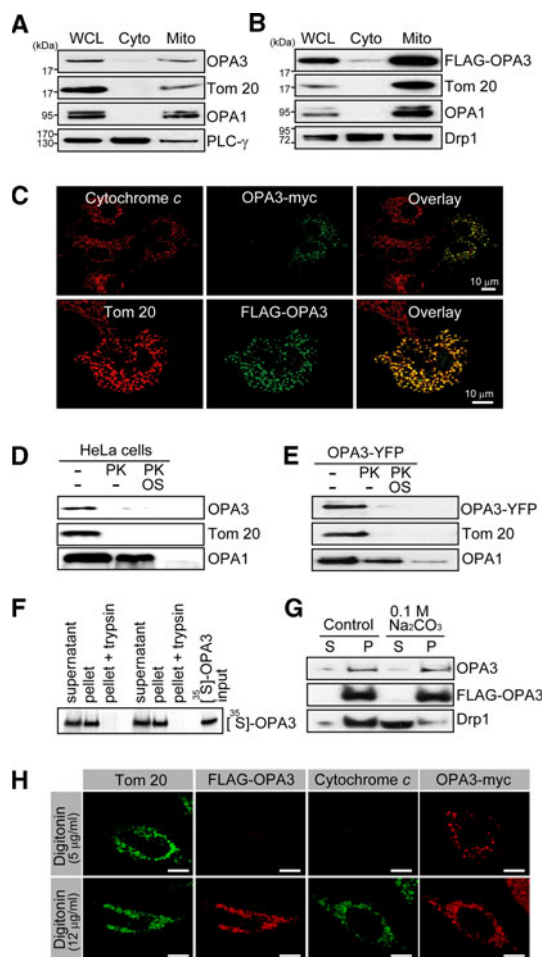 A
(kDa) WCL Cyto Mito
17 OPA3
17 Tom 20
95 OPA1
170
130 PLC-γ
B
(kDa) WCL Cyto Mito
17 FLAG-OPA3
17 Tom 20
95 OPA1
95
72 Drp1
C
Cytochrome c OPA3-myc Overlay
10 μm
Tom 20 FLAG-OPA3 Overlay
10 μm
D
HeLa cells
- PK PK
- - OS
OPA3
Tom 20
OPA1
E
OPA3-YFP
- PK PK
- - OS
OPA3-YFP
Tom 20
OPA1
F
supernatant
pellet
pellet + trypsin
supernatant
pellet
pellet + trypsin
[35S]-OPA3
input
[35S]-OPA3
G
0.1 M
Control Na₂CO₃
S P S P
OPA3
FLAG-OPA3
Drp1
H
Tom 20 FLAG-OPA3 Cytochrome c OPA3-myc
Digitonin
(5 μg/ml)
Digitonin
(12 μg/ml)